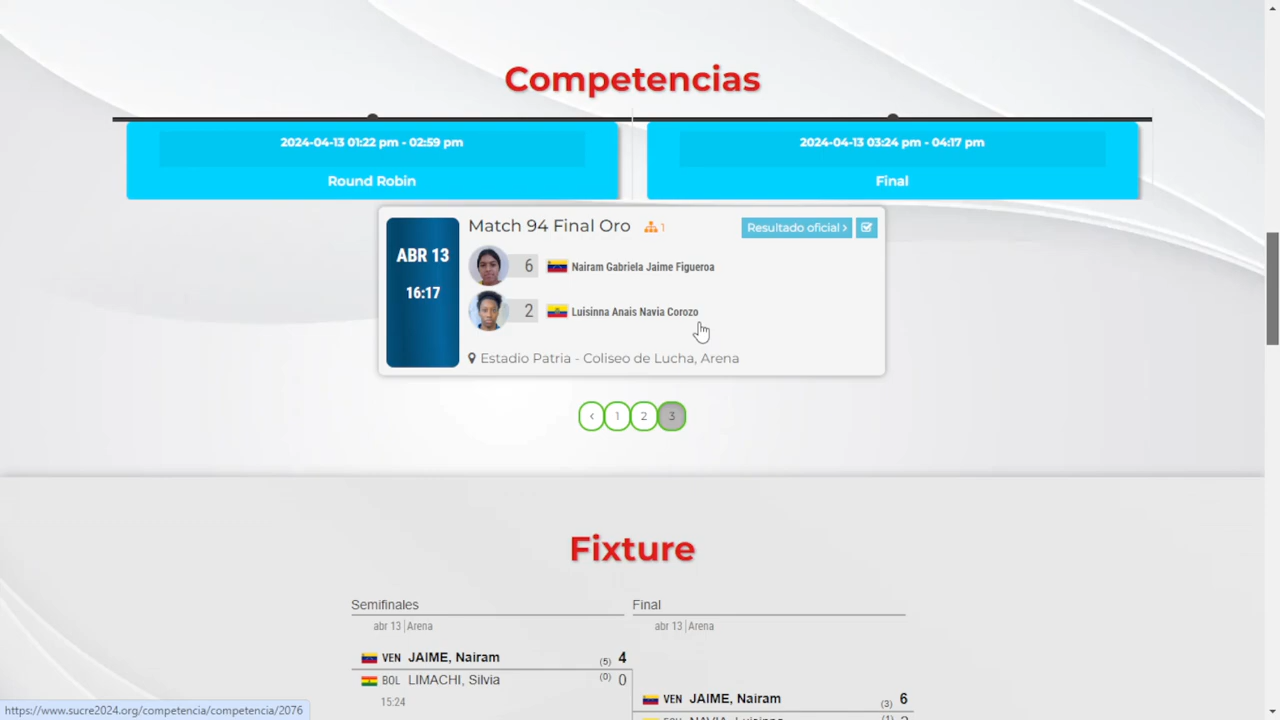 Competencias
2024-04-13 01:22 pm - 02:59 pm
Round Robin
2024-04-13 03:24 pm - 04:17 pm
Final
Match 94 Final Oro 1
Resultado oficial >
ABR 13
16:17
6 Nairam Gabriela Jaime Figueroa
2 Luisinna Anais Navia Corozo
Estadio Patria - Coliseo de Lucha, Arena
‹ 1 2 3
Fixture
Semifinales
abr 13 | Arena
VEN JAIME, Nairam (5) 4
BOL LIMACHI, Silvia (0) 0
15:24
Final
abr 13 | Arena
VEN JAIME, Nairam (3) 6
https://www.sucre2024.org/competencia/competencia/2076